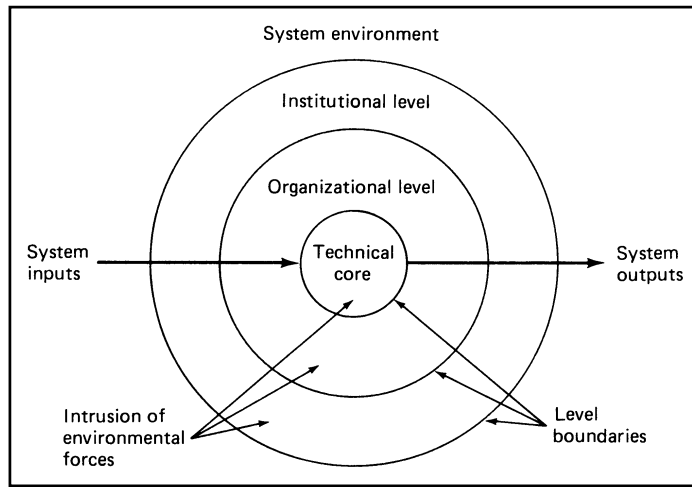 System environment
Institutional level
Organizational level
Technical
core
System
inputs
System
outputs
Intrusion of
environmental
forces
Level
boundaries